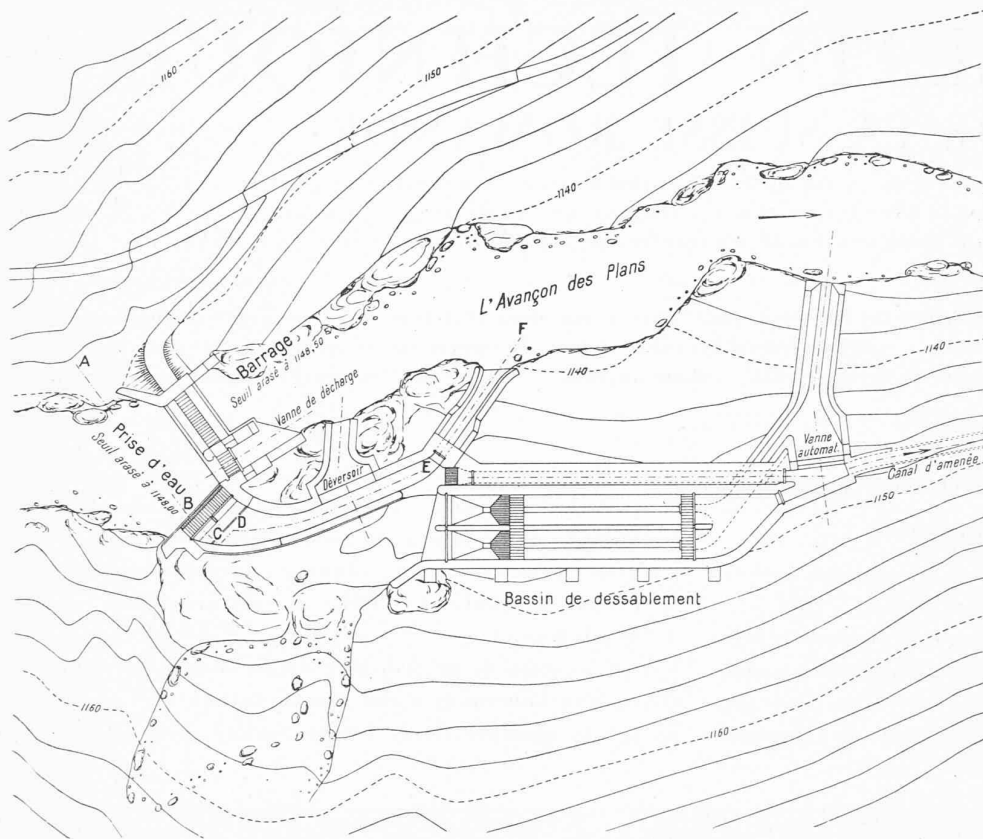 1160
1150
1140
L'Avançon des Plans
A
Barrage
Seuil arasé à 1148,50
F
1140
1140
Vanne de décharge
Prise d'eau
Seuil arasé à 1148,00
Vanne
automat.
Déversoir
E
Canal d'amenée
B
D
C
1150
Bassin de dessablement
1160
1160